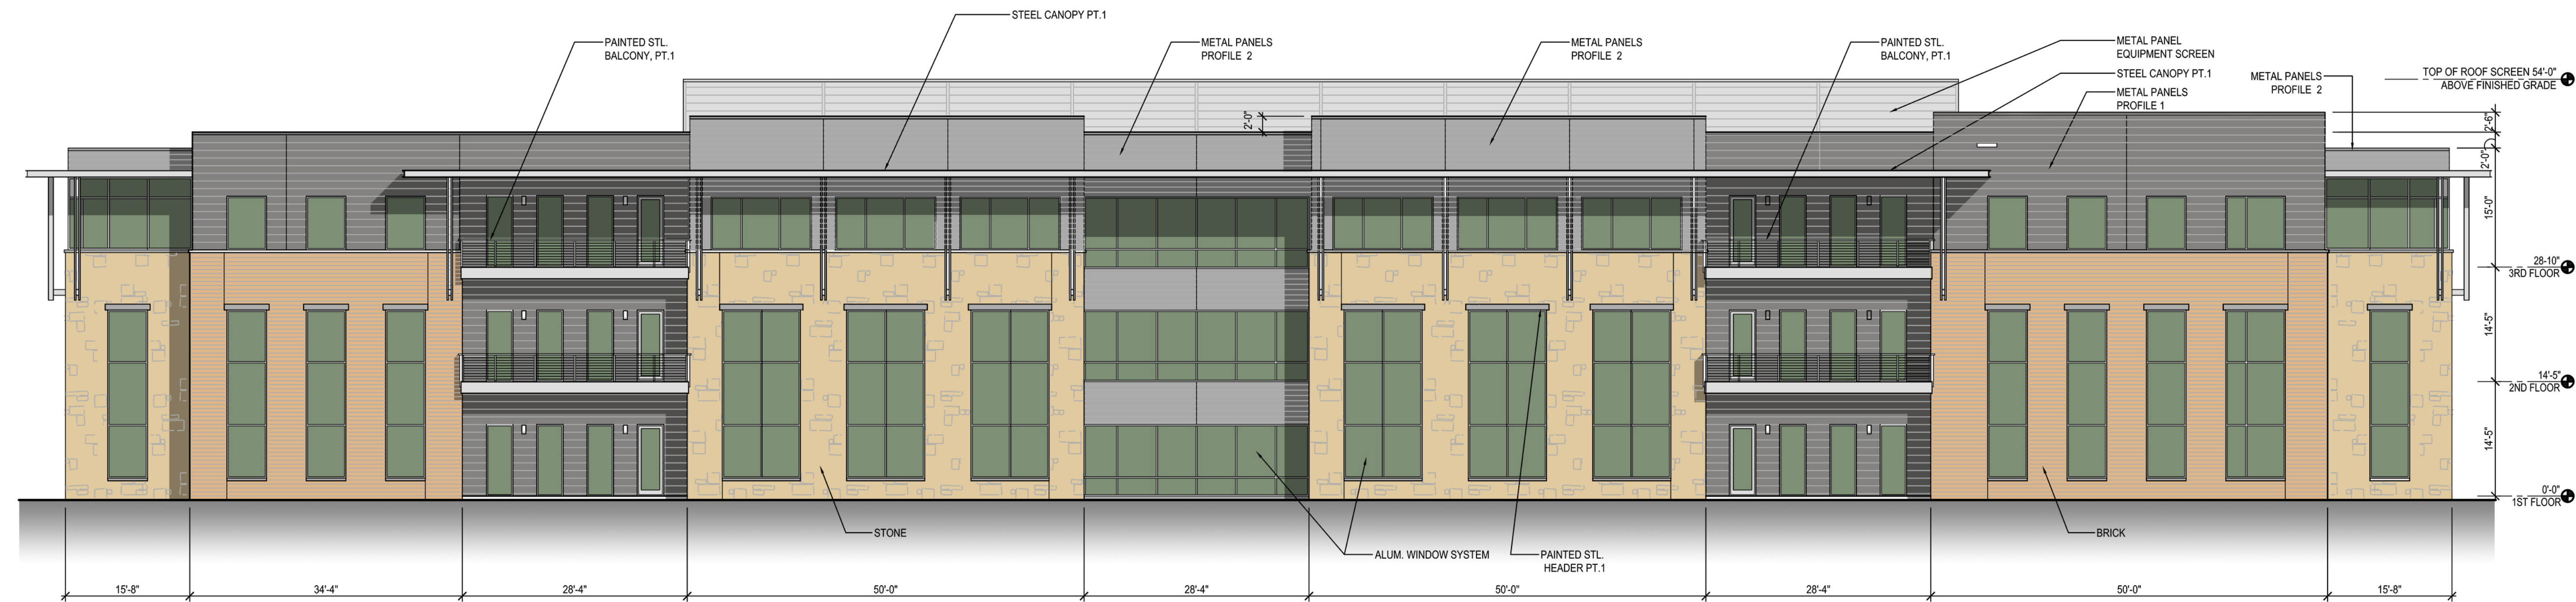 STEEL CANOPY PT.1
PAINTED STL.
BALCONY, PT.1
METAL PANELS
PROFILE 2
METAL PANELS
PROFILE 2
PAINTED STL.
BALCONY, PT.1
METAL PANEL
EQUIPMENT SCREEN
STEEL CANOPY PT.1
METAL PANELS
PROFILE 1
METAL PANELS
PROFILE 2
TOP OF ROOF SCREEN 54'-0"
ABOVE FINISHED GRADE
2'-0"
2'-6"
2'-0"
15'-0"
28'-10"
3RD FLOOR
14'-5"
14'-5"
2ND FLOOR
14'-5"
0'-0"
1ST FLOOR
STONE
ALUM. WINDOW SYSTEM
PAINTED STL.
HEADER PT.1
BRICK
15'-8"
34'-4"
28'-4"
50'-0"
28'-4"
50'-0"
28'-4"
50'-0"
15'-8"